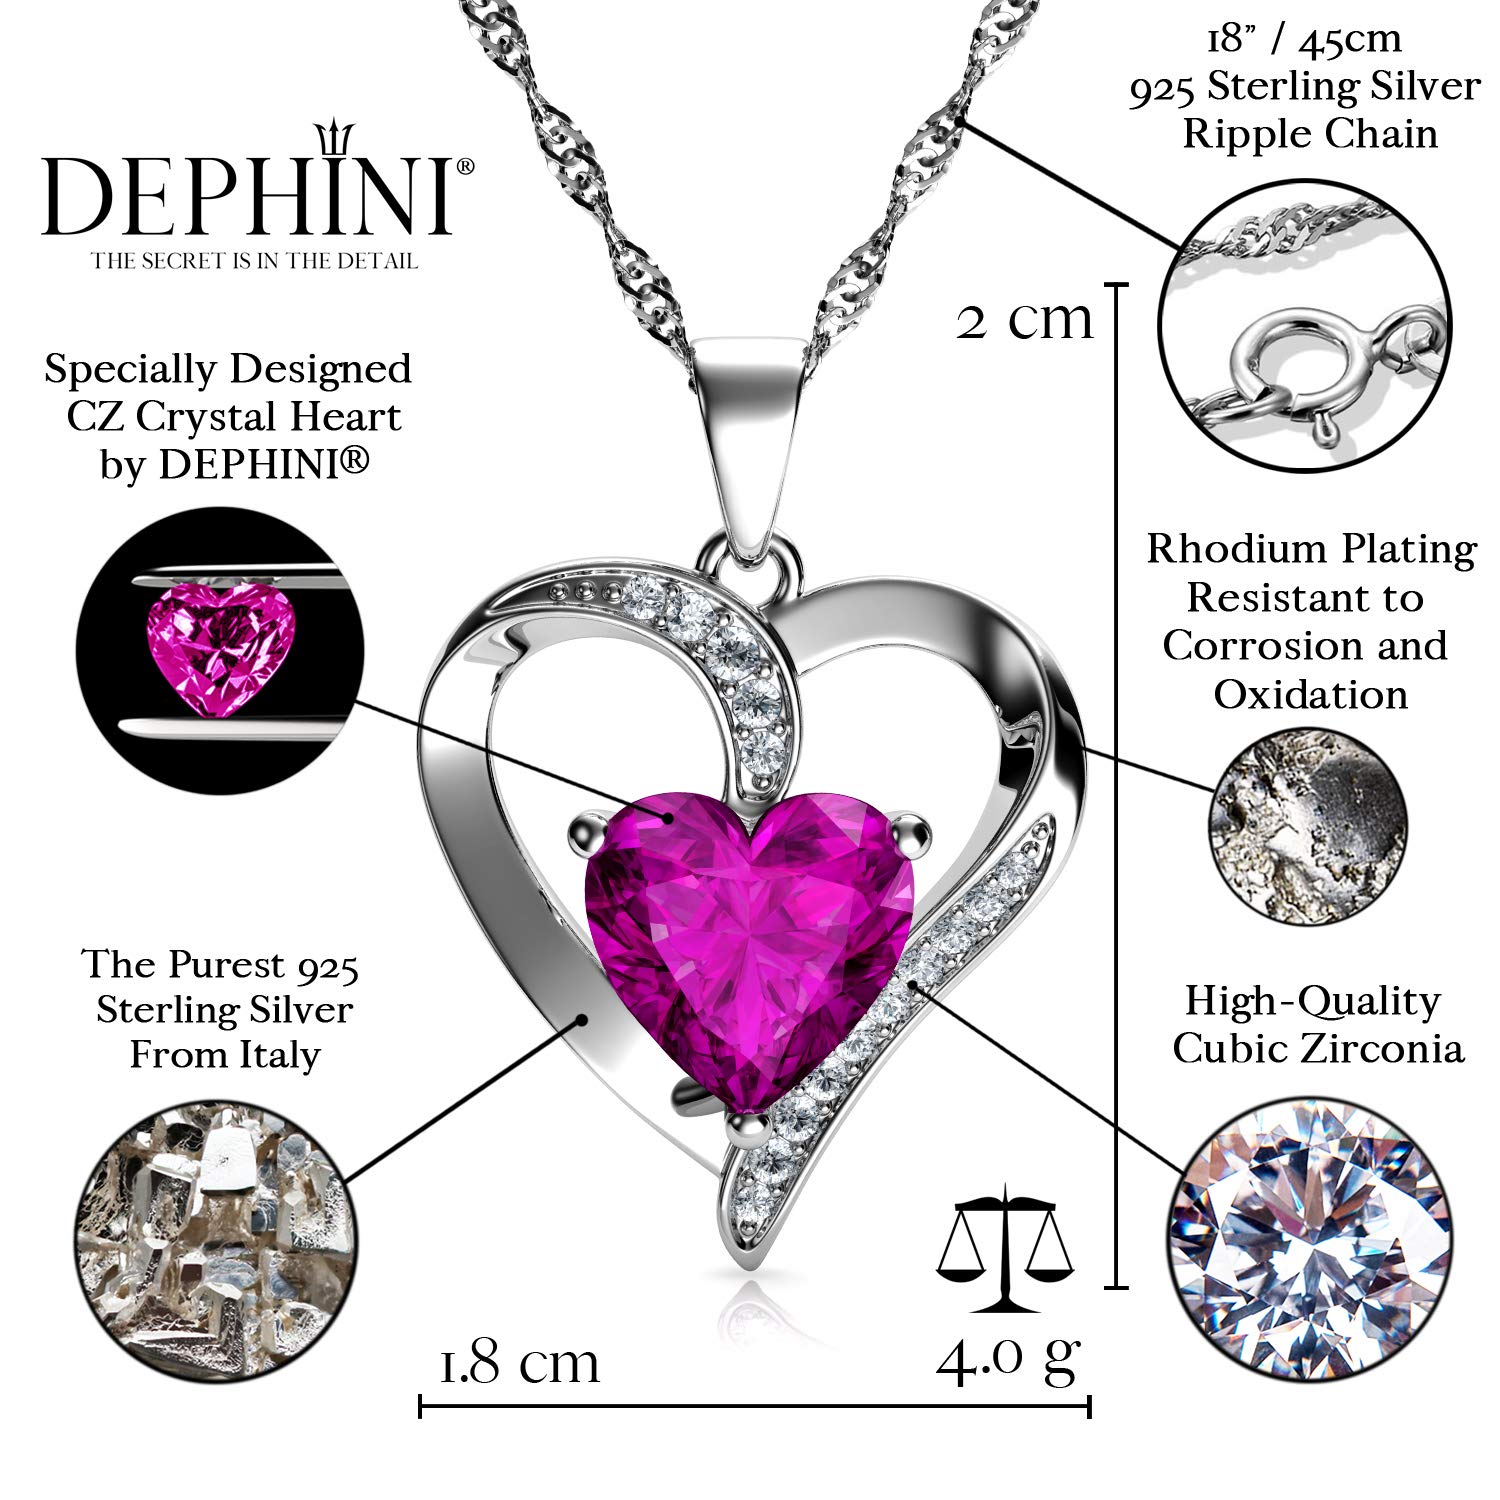 DEPHINI®
THE SECRET IS IN THE DETAIL
18” / 45cm
925 Sterling Silver
Ripple Chain
2 cm
Specially Designed
CZ Crystal Heart
by DEPHINI®
Rhodium Plating
Resistant to
Corrosion and
Oxidation
The Purest 925
Sterling Silver
From Italy
High-Quality
Cubic Zirconia
1.8 cm
4.0 g